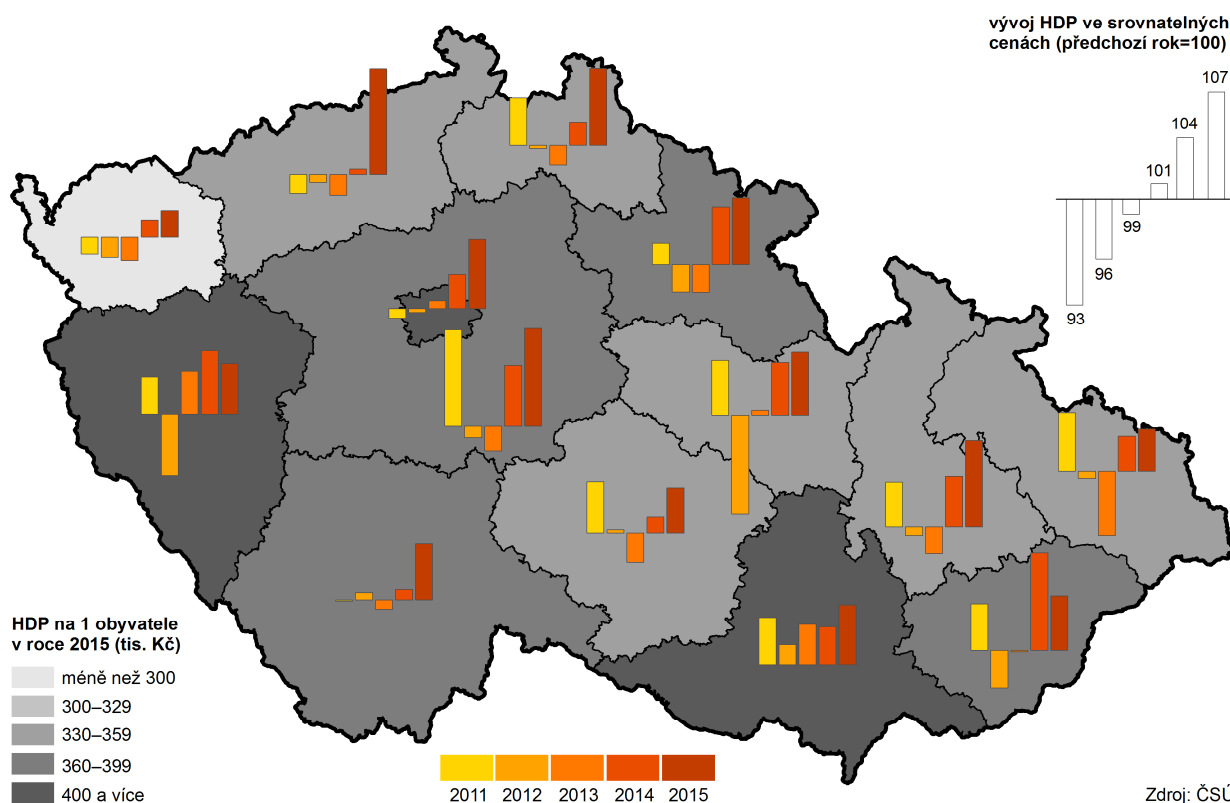 vývoj HDP ve srovnatelných
cenách (předchozí rok=100)
107
104
101
99
96
93
HDP na 1 obyvatele
v roce 2015 (tis. Kč)
méně než 300
300–329
330–359
360–399
400 a více
2011 2012 2013 2014 2015
Zdroj: ČSÚ